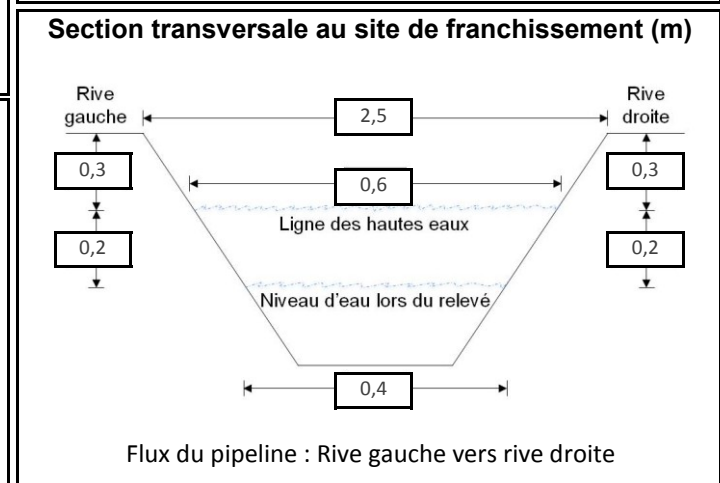 Section transversale au site de franchissement (m)
Rive
gauche
2,5
Rive
droite
0,3
0,6
0,3
Ligne des hautes eaux
0,2
0,2
Niveau d'eau lors du relevé
0,4
Flux du pipeline : Rive gauche vers rive droite